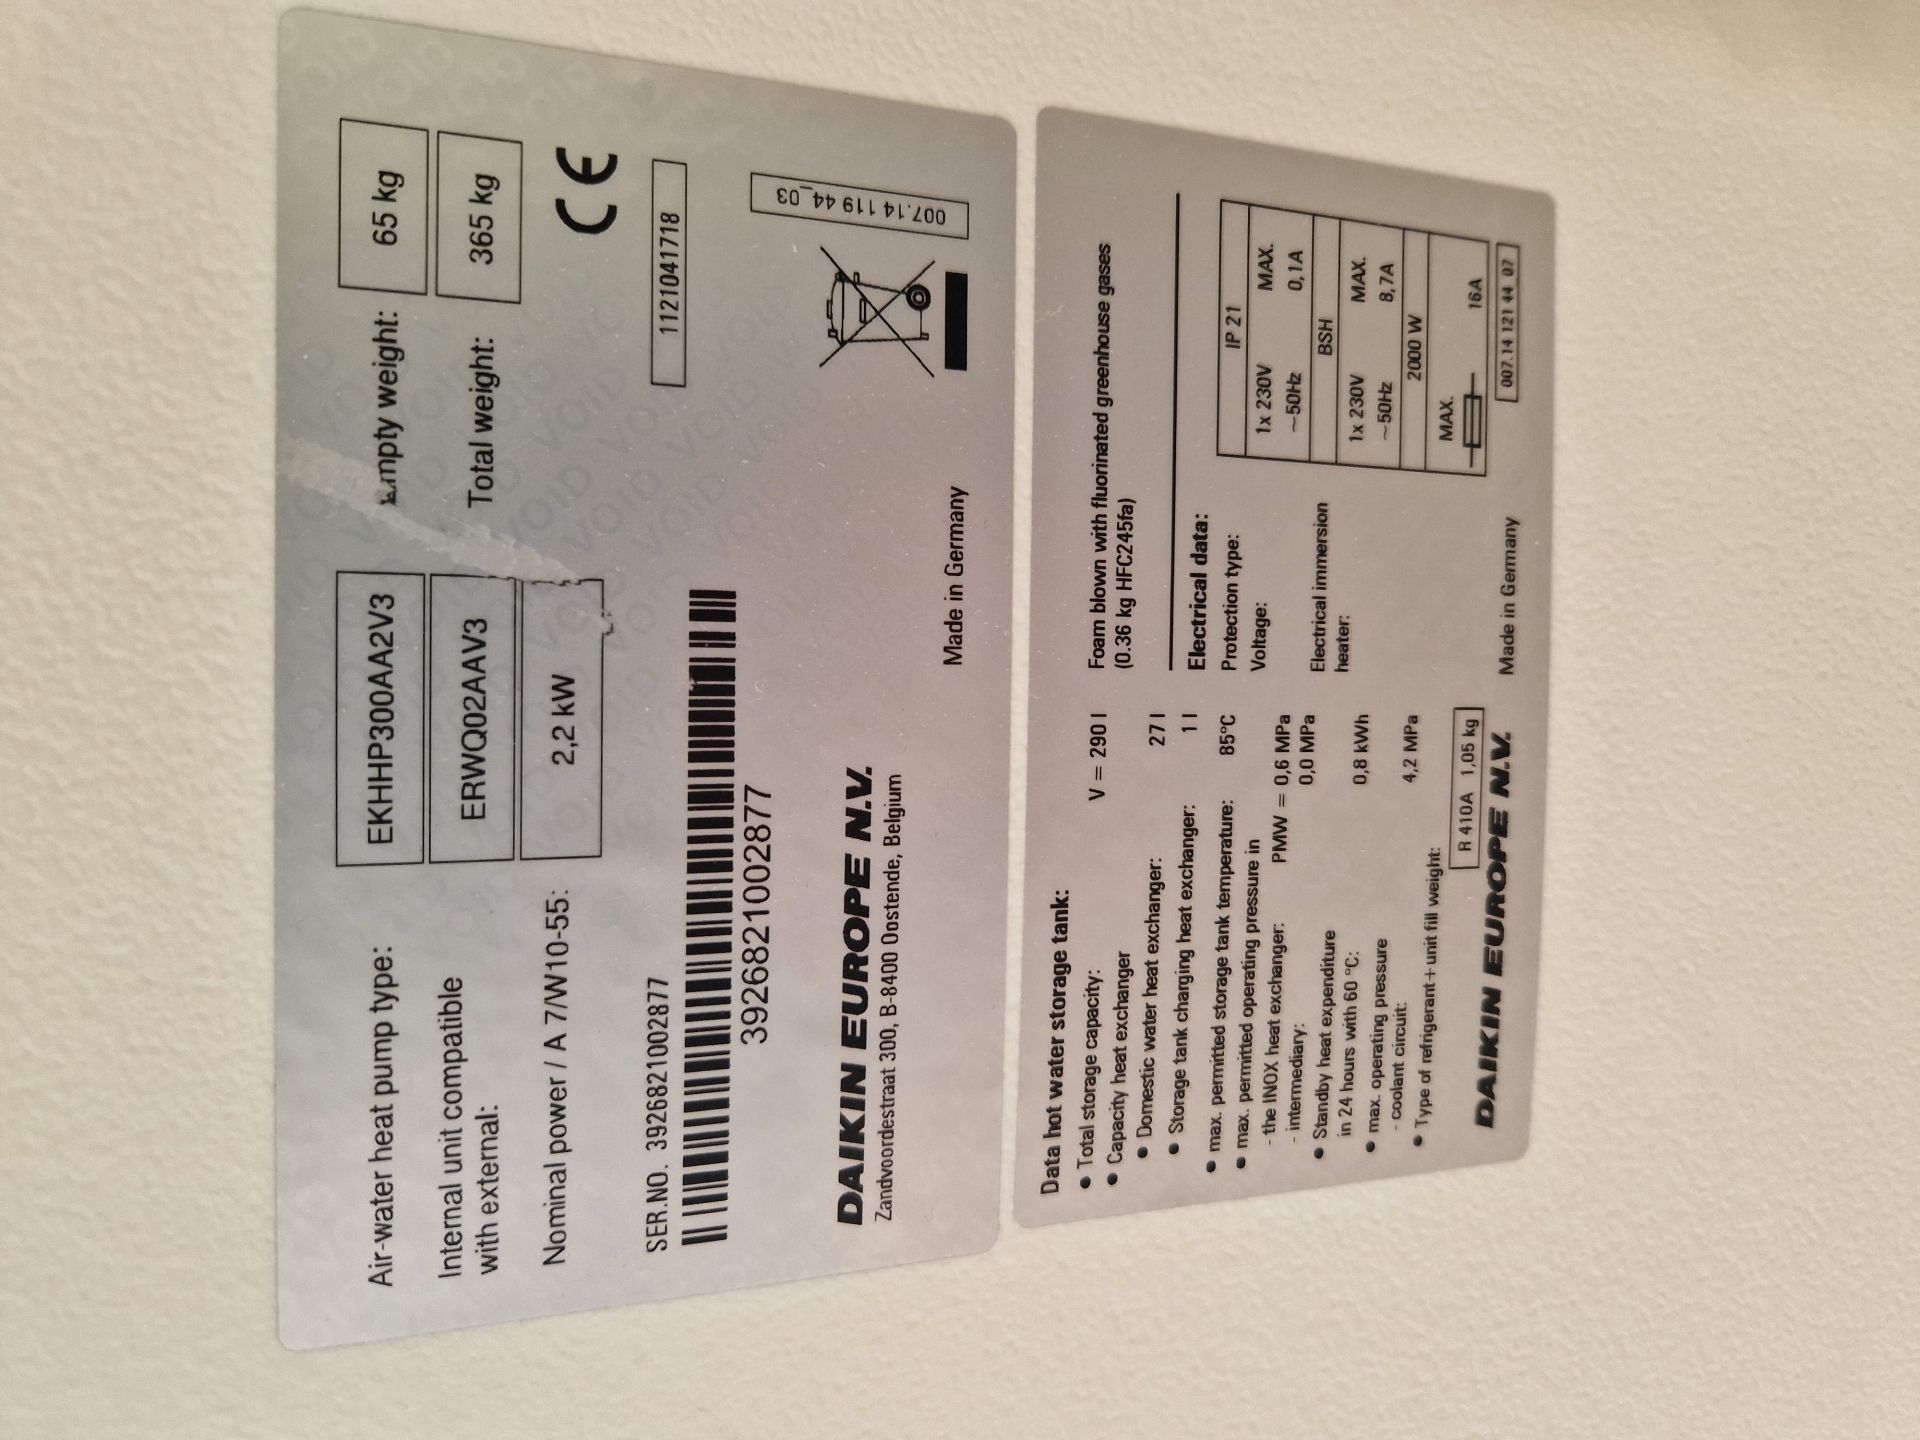 Air-water heat pump type: EKHHP300AA2V3 Empty weight: 65 kg
Internal unit compatible
with external: ERWQ02AAV3 Total weight: 365 kg
Nominal power / A 7/W10-55: 2,2 kW CE
SER.NO. 3926821002877 1121041718
3926821002877
DAIKIN EUROPE N.V.
Zandvoordestraat 300, B-8400 Oostende, Belgium
Made in Germany
007.14 119 44_03
Data hot water storage tank:
• Total storage capacity: V = 290 l
• Capacity heat exchanger
• Domestic water heat exchanger: 27 l
• Storage tank charging heat exchanger: 1 l
• max. permitted storage tank temperature: 85°C
• max. permitted operating pressure in
- the INOX heat exchanger: PMW = 0,6 MPa
- intermediary: 0,0 MPa
• Standby heat expenditure
in 24 hours with 60 °C: 0,8 kWh
• max. operating pressure
- coolant circuit: 4,2 MPa
• Type of refrigerant + unit fill weight: R 410A 1,05 kg
DAIKIN EUROPE N.V.
Foam blown with fluorinated greenhouse gases
(0.36 kg HFC245fa)
Electrical data:
Protection type: IP 21
Voltage: 1x 230V MAX.
~50Hz 0,1A
Electrical immersion BSH
heater: 1x 230V MAX.
~50Hz 8,7A
2000 W
MAX. 16A
Made in Germany 007.14 121 44 07
VOID